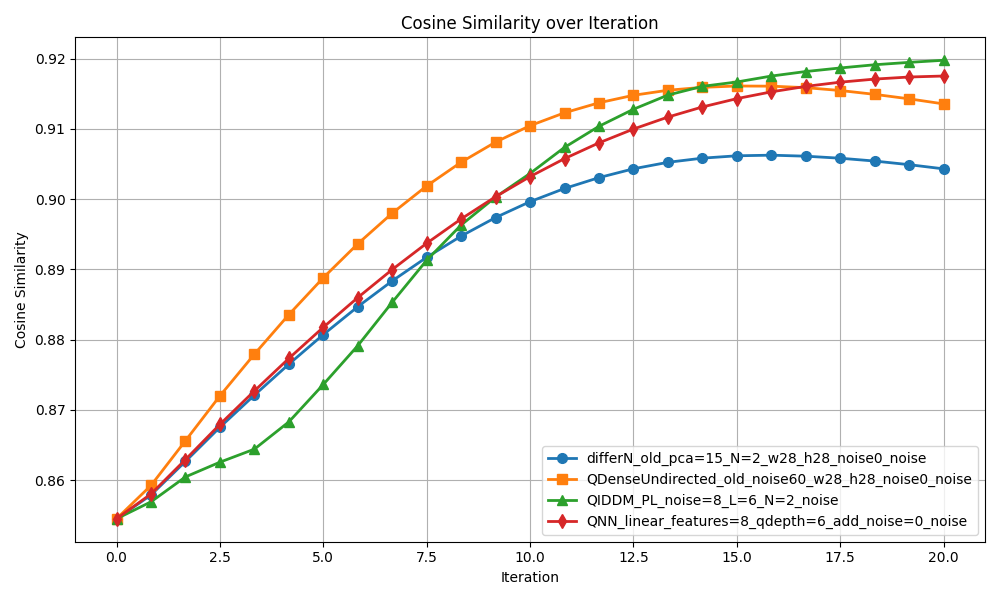 Cosine Similarity over Iteration
0.92
0.91
0.90
0.89
0.88
0.87
0.86
Cosine Similarity
differN_old_pca=15_N=2_w28_h28_noise0_noise
QDenseUndirected_old_noise60_w28_h28_noise0_noise
QIDDM_PL_noise=8_L=6_N=2_noise
QNN_linear_features=8_qdepth=6_add_noise=0_noise
0.0 2.5 5.0 7.5 10.0 12.5 15.0 17.5 20.0
Iteration